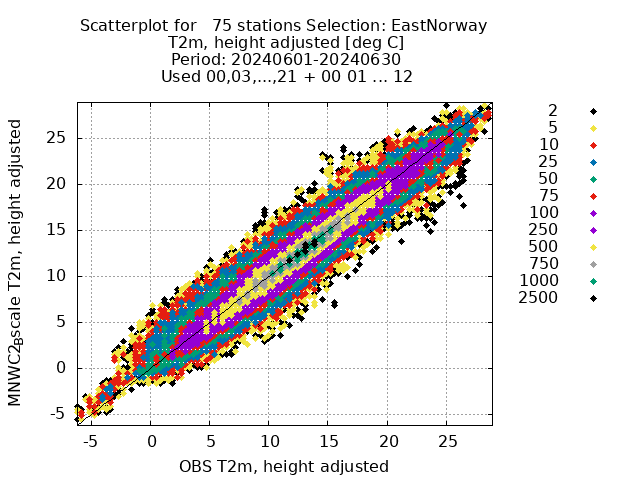 Scatterplot for   75 stations Selection: EastNorway
T2m, height adjusted [deg C]
Period: 20240601-20240630
Used 00,03,...,21 + 00 01 ... 12
MNWC2Bscale T2m, height adjusted
25
20
15
10
5
0
-5
-5 0 5 10 15 20 25
OBS T2m, height adjusted
2
5
10
25
50
75
100
250
500
750
1000
2500